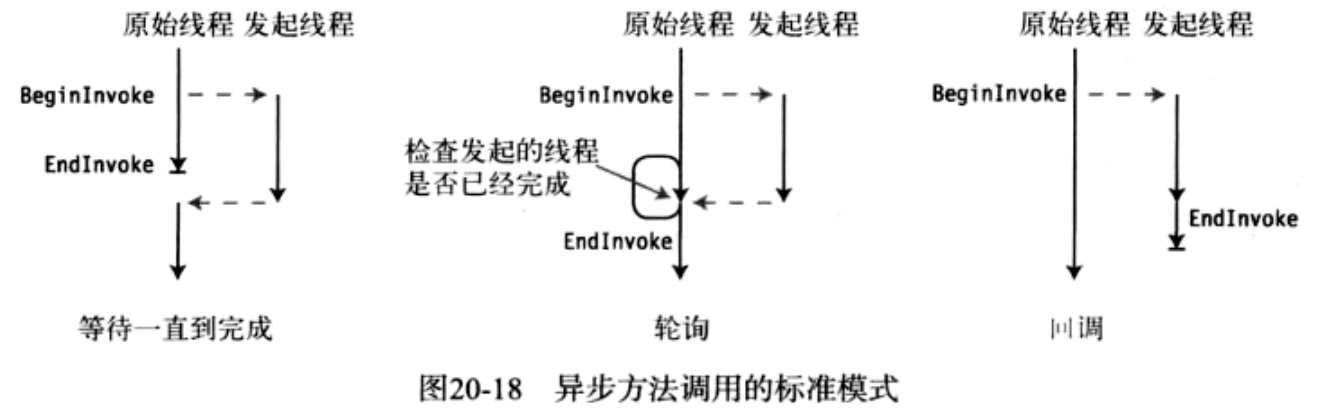 原始线程 发起线程
BeginInvoke
EndInvoke
等待一直到完成
原始线程 发起线程
BeginInvoke
检查发起的线程
是否已经完成
EndInvoke
轮询
原始线程 发起线程
BeginInvoke
EndInvoke
回调
图20-18 异步方法调用的标准模式